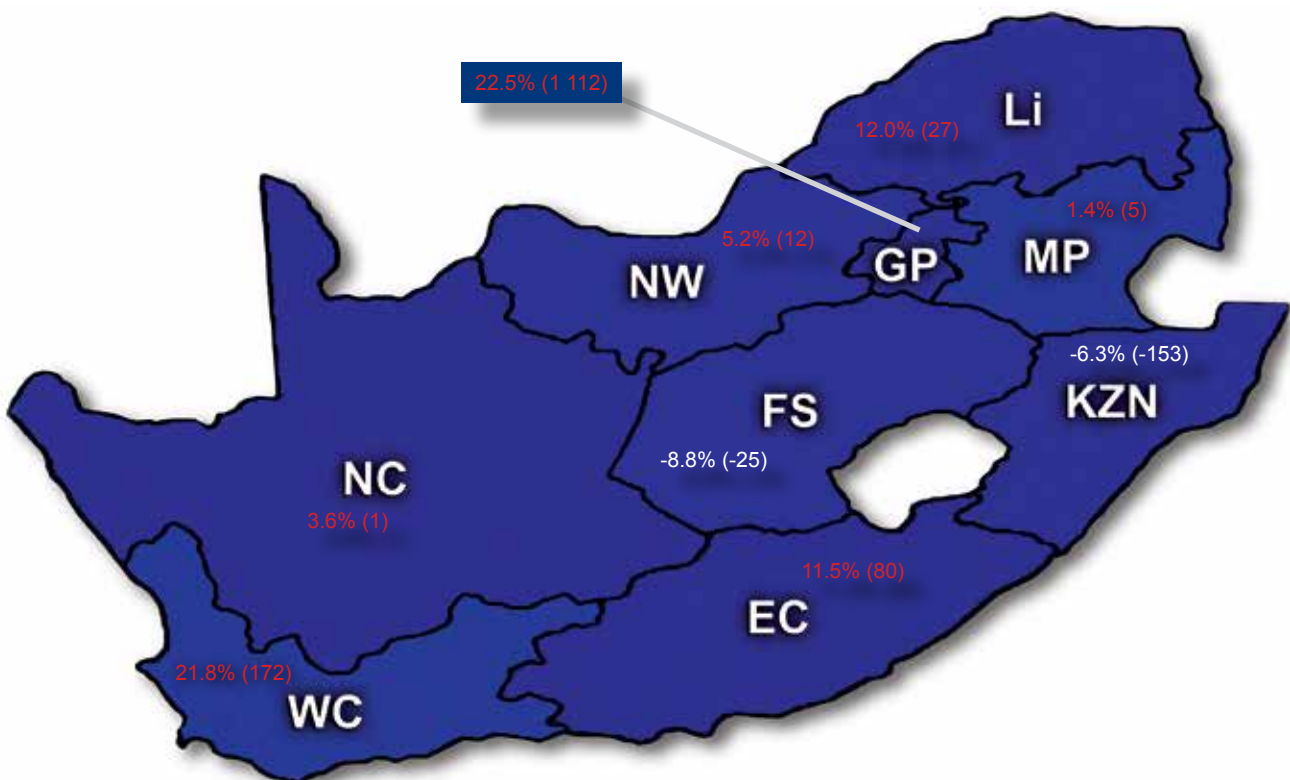 22.5% (1 112)
Li
12.0% (27)
1.4% (5)
5.2% (12)
GP
MP
NW
-6.3% (-153)
KZN
FS
-8.8% (-25)
NC
3.6% (1)
11.5% (80)
EC
21.8% (172)
WC